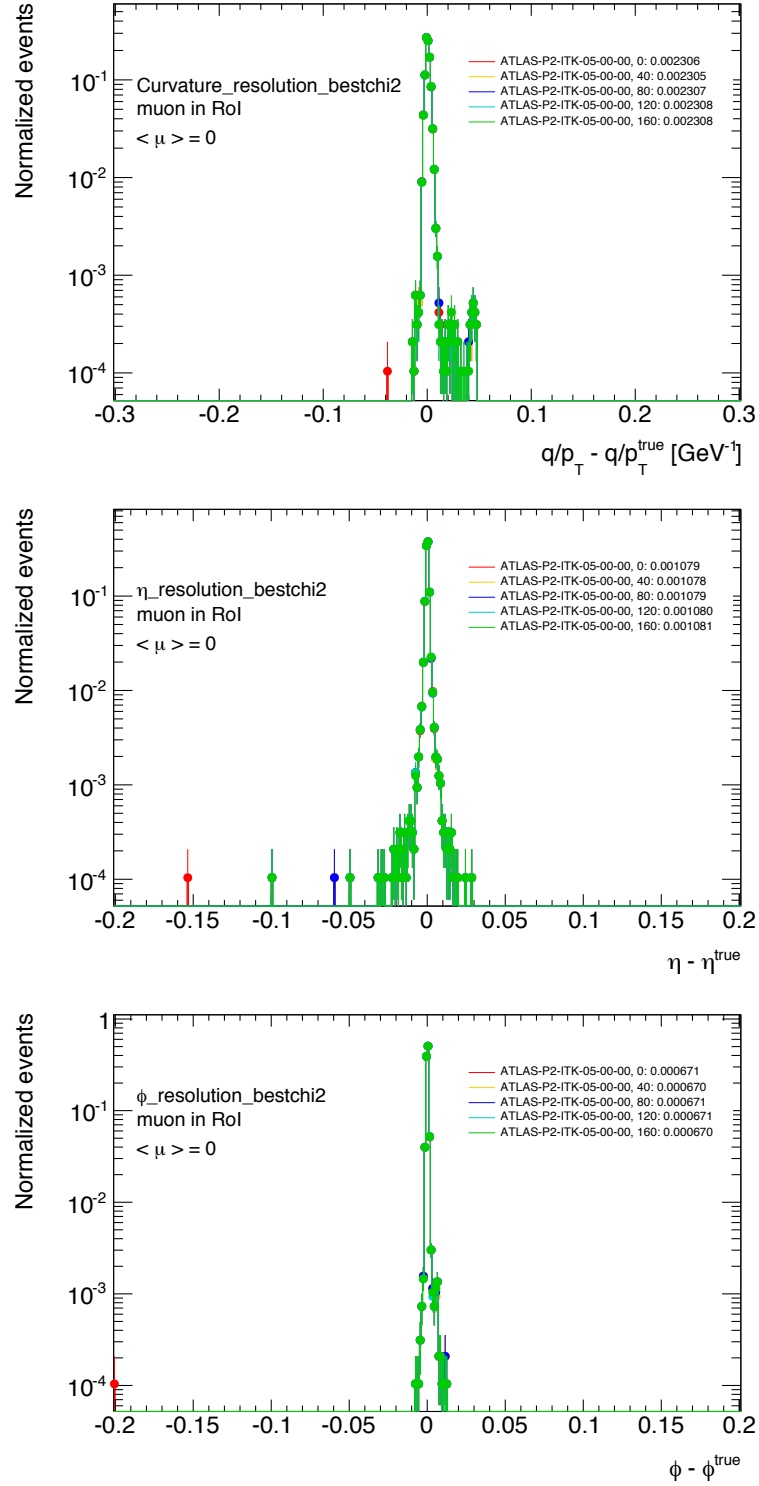 Normalized events
10⁻¹
10⁻²
10⁻³
10⁻⁴
Curvature_resolution_bestchi2
muon in RoI
< μ > = 0
ATLAS-P2-ITK-05-00-00, 0: 0.002306
ATLAS-P2-ITK-05-00-00, 40: 0.002305
ATLAS-P2-ITK-05-00-00, 80: 0.002307
ATLAS-P2-ITK-05-00-00, 120: 0.002308
ATLAS-P2-ITK-05-00-00, 160: 0.002308
-0.3 -0.2 -0.1 0 0.1 0.2 0.3
q/p_T - q/p_T^true [GeV⁻¹]
Normalized events
10⁻¹
10⁻²
10⁻³
10⁻⁴
η_resolution_bestchi2
muon in RoI
< μ > = 0
ATLAS-P2-ITK-05-00-00, 0: 0.001079
ATLAS-P2-ITK-05-00-00, 40: 0.001078
ATLAS-P2-ITK-05-00-00, 80: 0.001079
ATLAS-P2-ITK-05-00-00, 120: 0.001080
ATLAS-P2-ITK-05-00-00, 160: 0.001081
-0.2 -0.15 -0.1 -0.05 0 0.05 0.1 0.15 0.2
η - η^true
Normalized events
1
10⁻¹
10⁻²
10⁻³
10⁻⁴
φ_resolution_bestchi2
muon in RoI
< μ > = 0
ATLAS-P2-ITK-05-00-00, 0: 0.000671
ATLAS-P2-ITK-05-00-00, 40: 0.000670
ATLAS-P2-ITK-05-00-00, 80: 0.000671
ATLAS-P2-ITK-05-00-00, 120: 0.000671
ATLAS-P2-ITK-05-00-00, 160: 0.000670
-0.2 -0.15 -0.1 -0.05 0 0.05 0.1 0.15 0.2
φ - φ^true